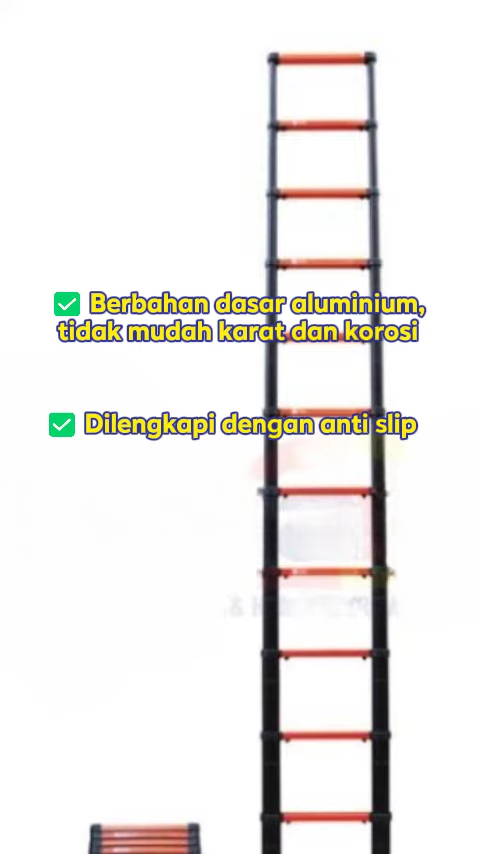 ✅ Berbahan dasar aluminium,
tidak mudah karat dan korosi
✅ Dilengkapi dengan anti slip